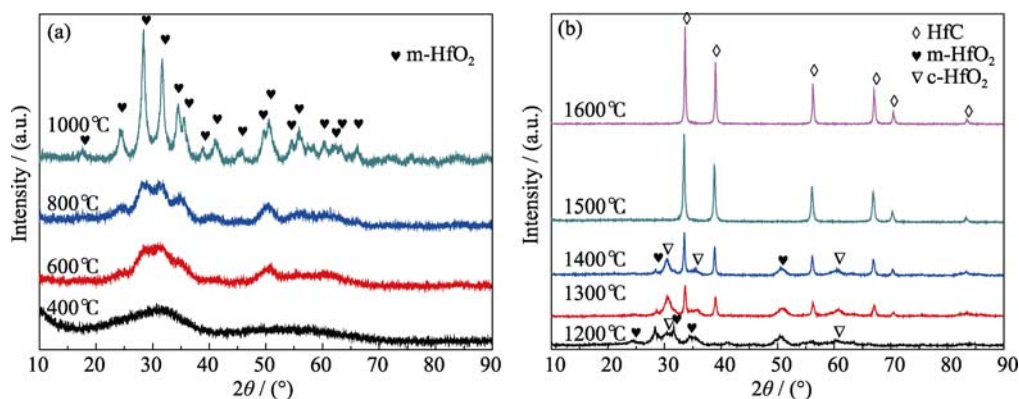 (a)
♥ m-HfO₂
1000℃
800℃
600℃
400℃
Intensity / (a.u.)
10 20 30 40 50 60 70 80 90
2θ / (°)
(b)
◊ HfC
♥ m-HfO₂
▽ c-HfO₂
1600℃
1500℃
1400℃
1300℃
1200℃
Intensity / (a.u.)
10 20 30 40 50 60 70 80 90
2θ / (°)